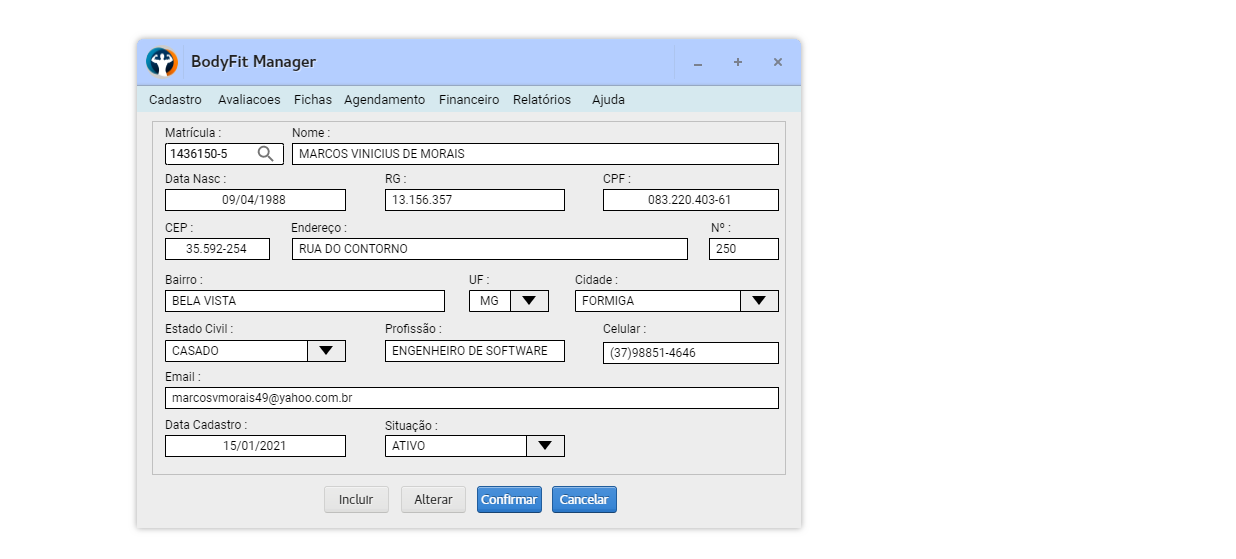 BodyFit Manager
Cadastro Avaliacoes Fichas Agendamento Financeiro Relatórios Ajuda
Matrícula : Nome :
1436150-5 MARCOS VINICIUS DE MORAIS
Data Nasc : RG : CPF :
09/04/1988 13.156.357 083.220.403-61
CEP : Endereço : Nº :
35.592-254 RUA DO CONTORNO 250
Bairro : UF : Cidade :
BELA VISTA MG FORMIGA
Estado Civil : Profissão : Celular :
CASADO ENGENHEIRO DE SOFTWARE (37)98851-4646
Email :
marcosvmorais49@yahoo.com.br
Data Cadastro : Situação :
15/01/2021 ATIVO
Incluir Alterar Confirmar Cancelar